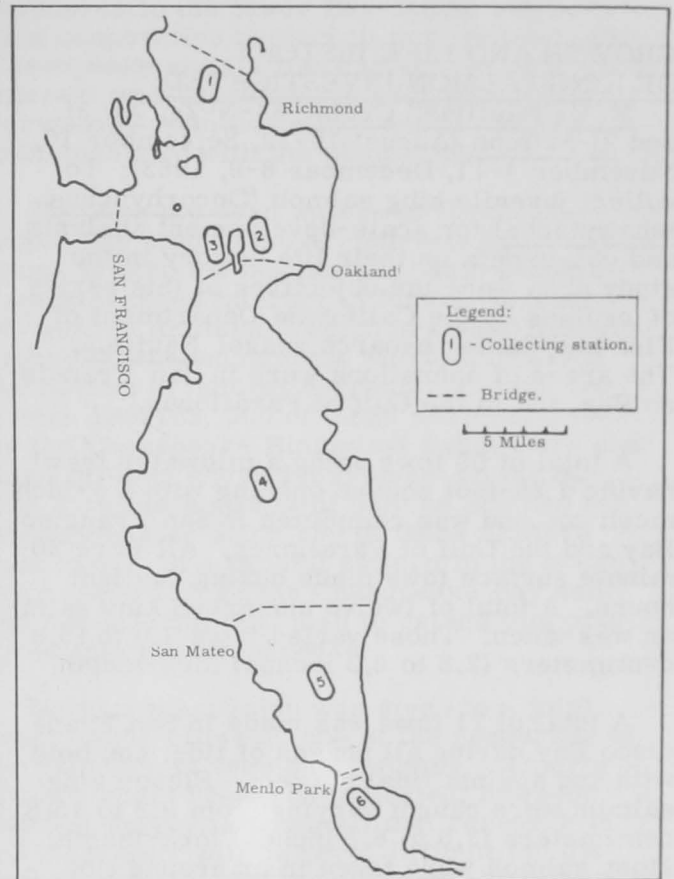 1
Richmond
3
2
Oakland
SAN FRANCISCO
Legend:
1 - Collecting station.
--- Bridge.
5 Miles
4
San Mateo
5
Menlo Park
6